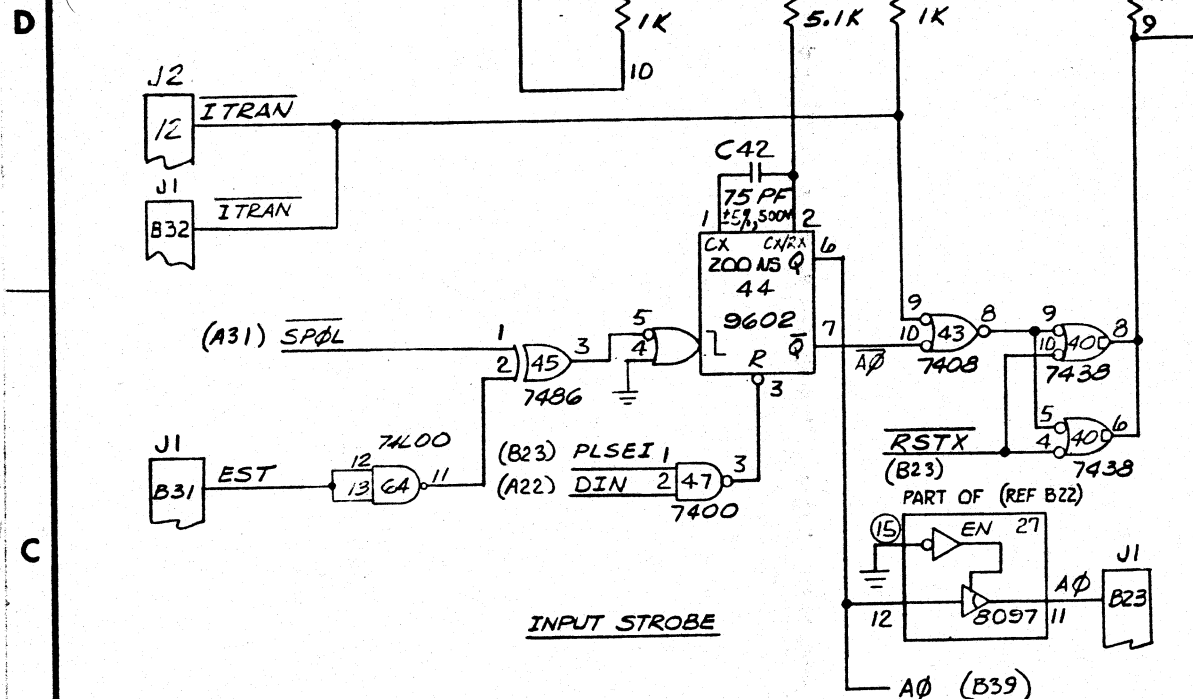 D
1K
5.1K
1K
9
10
J2
12
ITRAN
J1
B32
ITRAN
C42
75 PF
±5%, 500V
1
2
CX
CX/RX
200 NS
Q
6
44
9602
Q
7
R
3
(A31)
SPØL
1
2
45
3
7486
5
4
AØ
9
10
43
8
7408
9
10
40
8
7438
5
4
40
6
7438
RSTX
(B23)
J1
B31
EST
74L00
12
13
64
11
(B23) PLSEI 1
(A22) DIN 2
47
3
7400
PART OF (REF B22)
15
EN
27
12
8097
11
AØ
J1
B23
C
INPUT STROBE
AØ (B39)